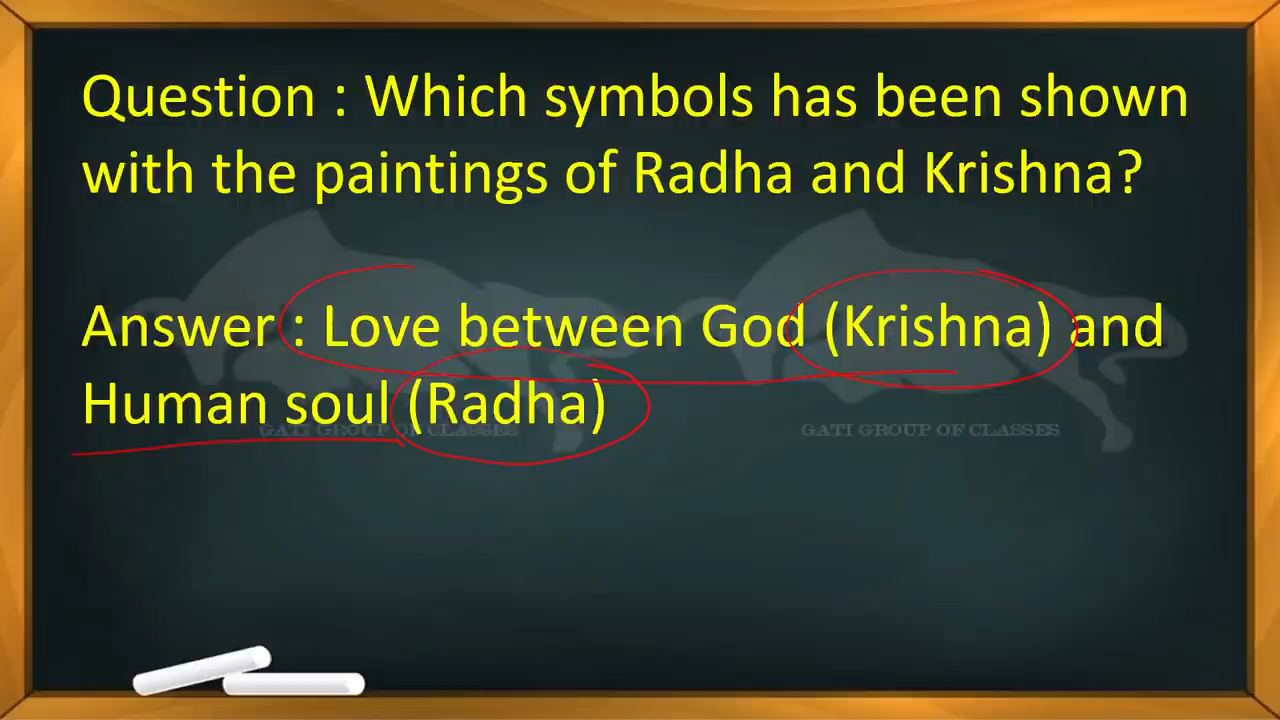 Question : Which symbols has been shown
with the paintings of Radha and Krishna?
Answer : Love between God (Krishna) and
Human soul (Radha)
GATI GROUP OF CLASSES
GATI GROUP OF CLASSES